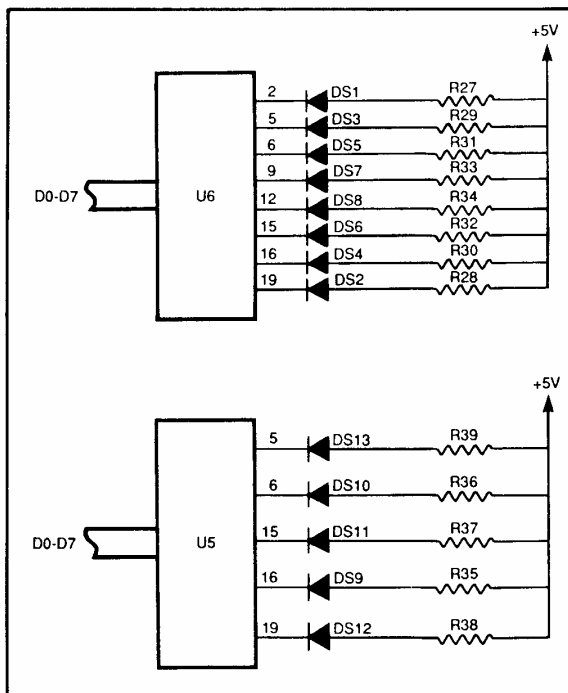 +5V
2 DS1 R27
5 DS3 R29
6 DS5 R31
9 DS7 R33
D0-D7 U6
12 DS8 R34
15 DS6 R32
16 DS4 R30
19 DS2 R28
+5V
5 DS13 R39
6 DS10 R36
D0-D7 U5 15 DS11 R37
16 DS9 R35
19 DS12 R38